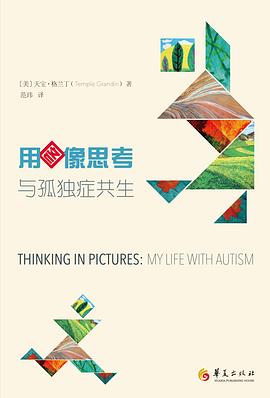 ［美］天宝·格兰丁（Temple Grandin）著
范玮 译
用图像思考
与孤独症共生
THINKING IN PICTURES: MY LIFE WITH AUTISM
华夏出版社
HUAXIA PUBLISHING HOUSE